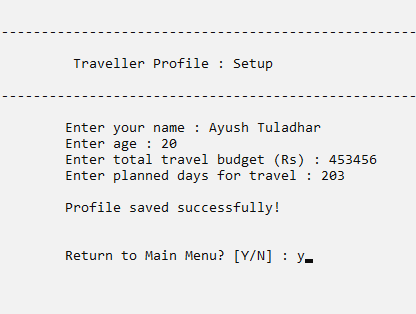 Traveller Profile : Setup
Enter your name : Ayush Tuladhar
Enter age : 20
Enter total travel budget (Rs) : 453456
Enter planned days for travel : 203
Profile saved successfully!
Return to Main Menu? [Y/N] : y